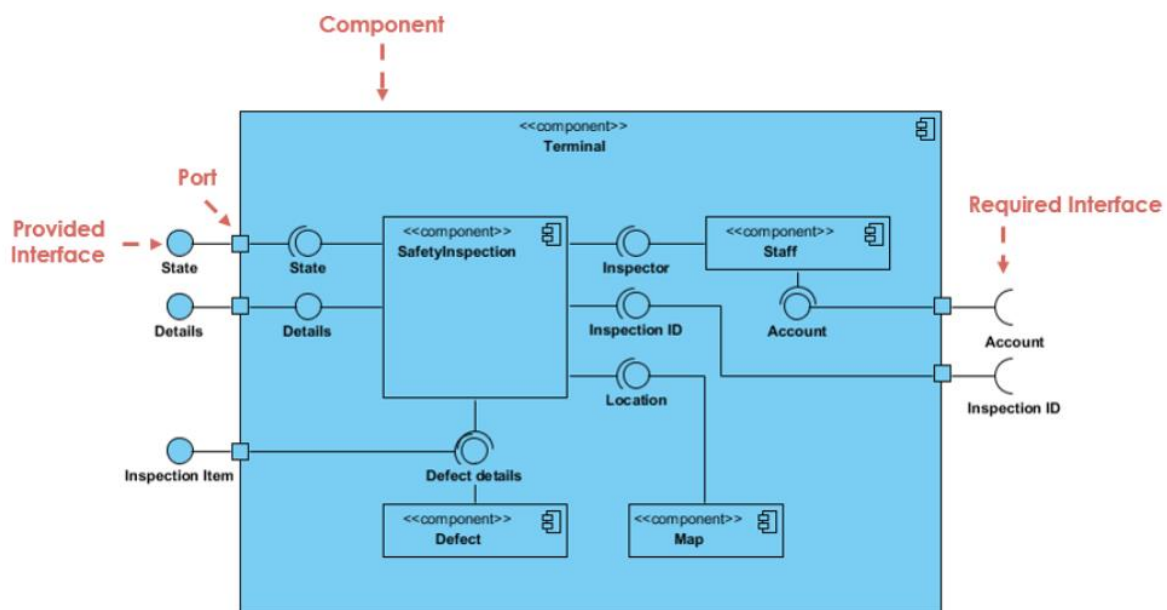 Component
<<component>>
Terminal
Port
Required Interface
Provided
Interface
<<component>>
SafetyInspection
<<component>>
Staff
State
State
Inspector
Details
Details
Inspection ID
Account
Account
Location
Inspection ID
Inspection Item
Defect details
<<component>>
Defect
<<component>>
Map